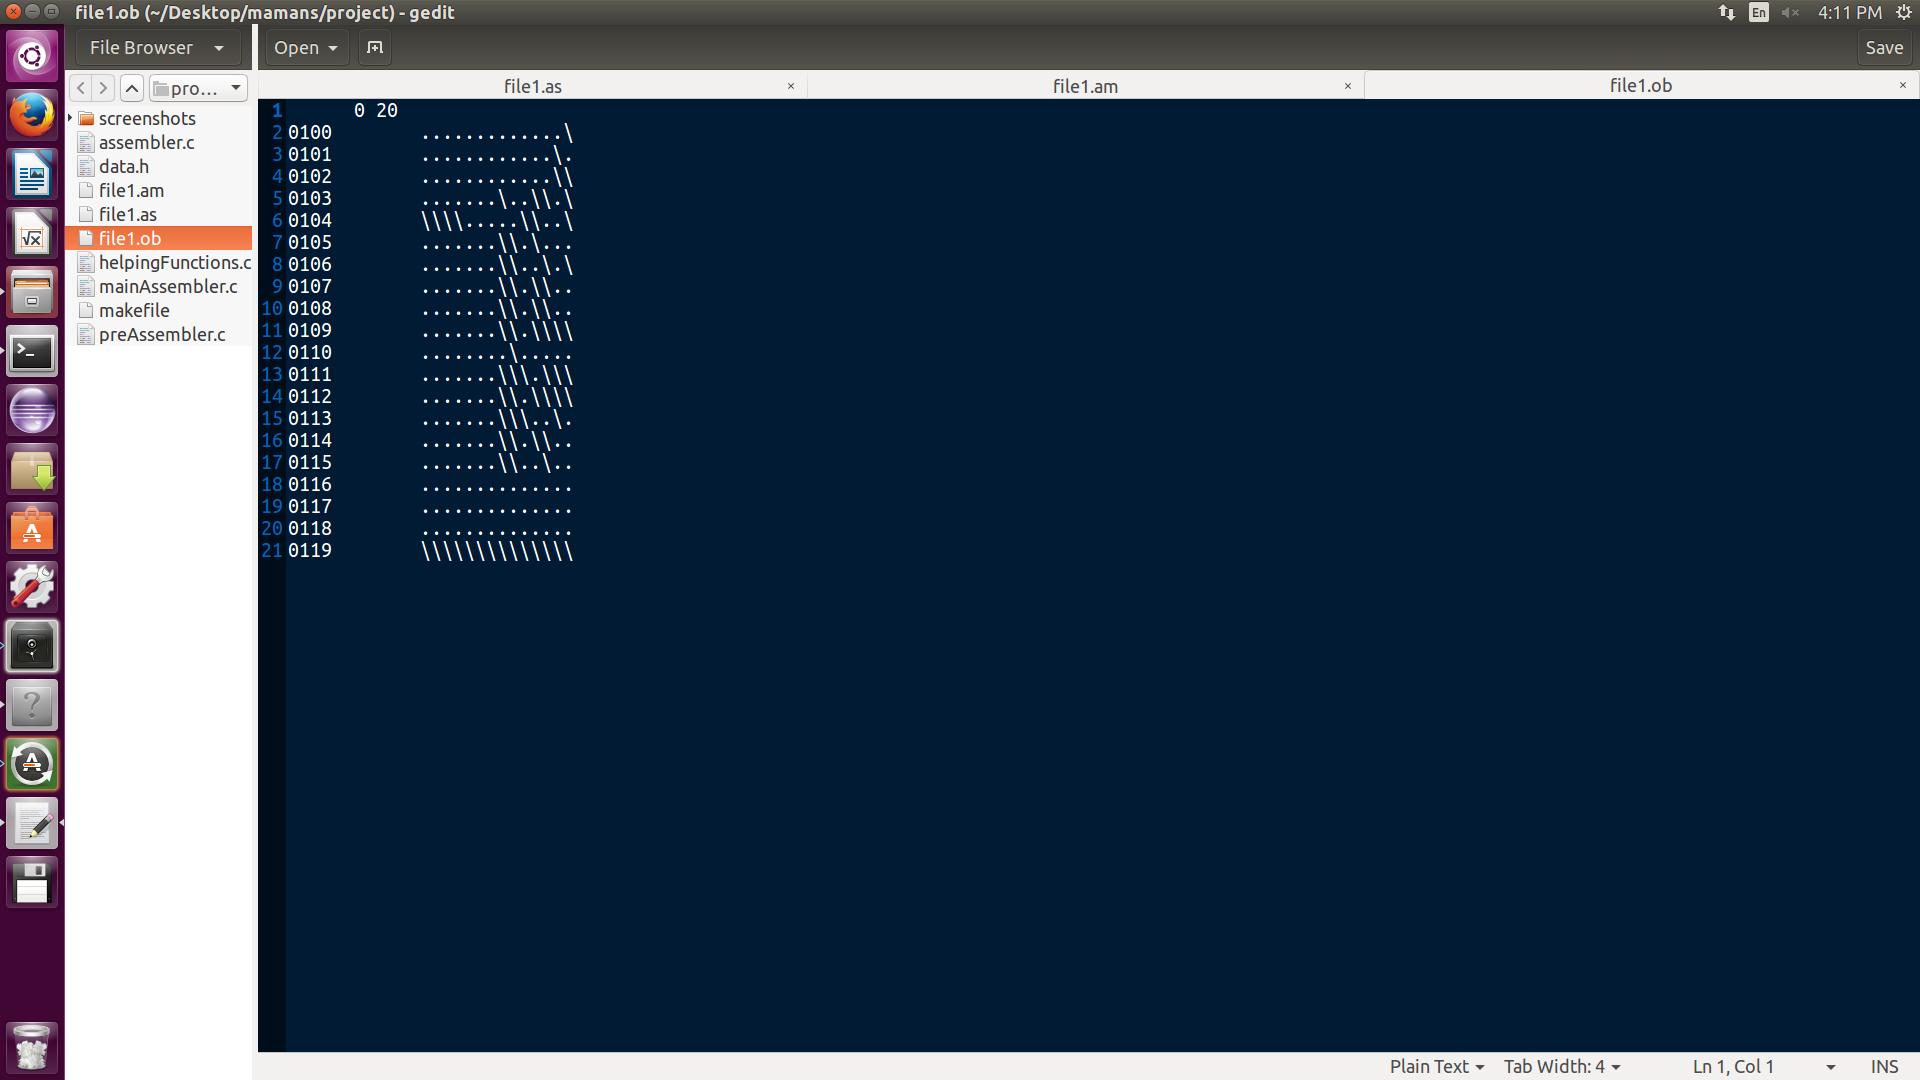 file1.ob (~/Desktop/mamans/project) - gedit
En
4:11 PM
File Browser
Open
Save
pro...
file1.as
file1.am
file1.ob
screenshots
assembler.c
data.h
file1.am
file1.as
file1.ob
helpingFunctions.c
mainAssembler.c
makefile
preAssembler.c
1 0 20
2 0100 .............\
3 0101 ............\.
4 0102 ............\\
5 0103 .......\..\\.\
6 0104 \\\\.....\\..\
7 0105 .......\\.\...
8 0106 .......\\..\.\
9 0107 .......\\.\\..
10 0108 .......\\.\\..
11 0109 .......\\.\\\\
12 0110 ........\.....
13 0111 .......\\\.\\\
14 0112 .......\\.\\\\
15 0113 .......\\\..\.
16 0114 .......\\.\\..
17 0115 .......\\..\..
18 0116 ..............
19 0117 ..............
20 0118 ..............
21 0119 \\\\\\\\\\\\\\
Plain Text
Tab Width: 4
Ln 1, Col 1
INS